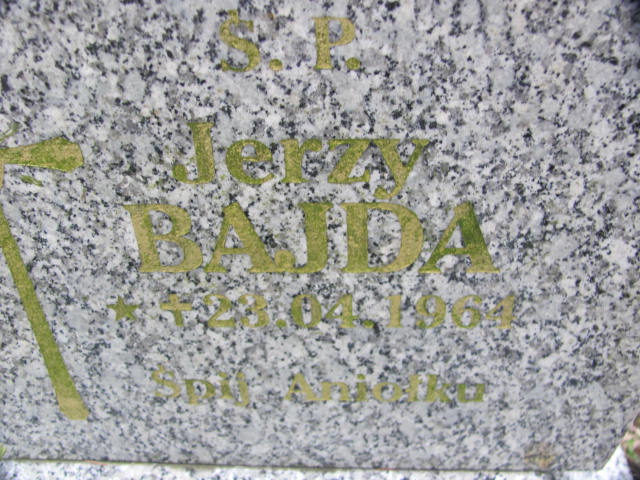 Ś. P.
Jerzy
BAJDA
★ ✝ 23.04.1964
Śpij Aniołku